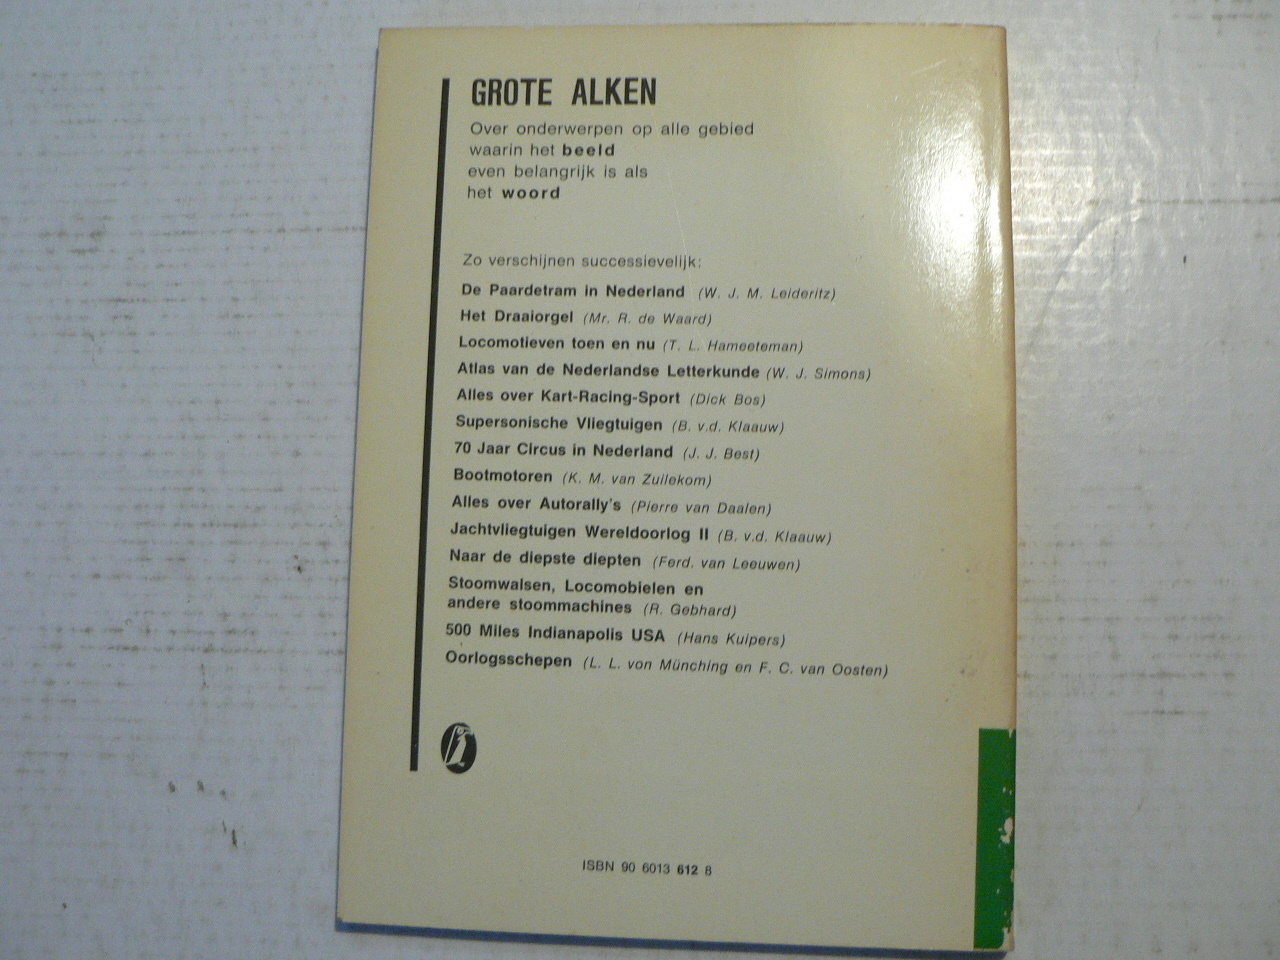 GROTE ALKEN
Over onderwerpen op alle gebied
waarin het beeld
even belangrijk is als
het woord
Zo verschijnen successievelijk:
De Paardetram in Nederland (W. J. M. Leideritz)
Het Draaiorgel (Mr. R. de Waard)
Locomotieven toen en nu (T. L. Hameeteman)
Atlas van de Nederlandse Letterkunde (W. J. Simons)
Alles over Kart-Racing-Sport (Dick Bos)
Supersonische Vliegtuigen (B. v.d. Klaauw)
70 Jaar Circus in Nederland (J. J. Best)
Bootmotoren (K. M. van Zuilekom)
Alles over Autorally's (Pierre van Daalen)
Jachtvliegtuigen Wereldoorlog II (B. v.d. Klaauw)
Naar de diepste diepten (Ferd. van Leeuwen)
Stoomwalsen, Locomobielen en
andere stoommachines (R. Gebhard)
500 Miles Indianapolis USA (Hans Kuipers)
Oorlogsschepen (L. L. von Münching en F. C. van Oosten)
ISBN 90 6013 612 8